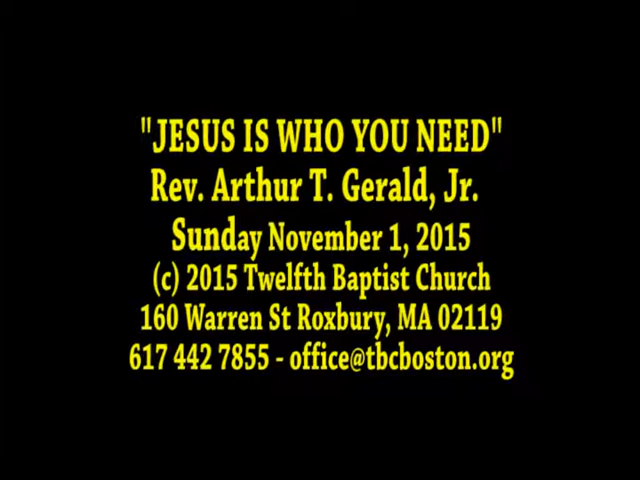 "JESUS IS WHO YOU NEED"
Rev. Arthur T. Gerald, Jr.
Sunday November 1, 2015
(c) 2015 Twelfth Baptist Church
160 Warren St Roxbury, MA 02119
617 442 7855 - office@tbcboston.org